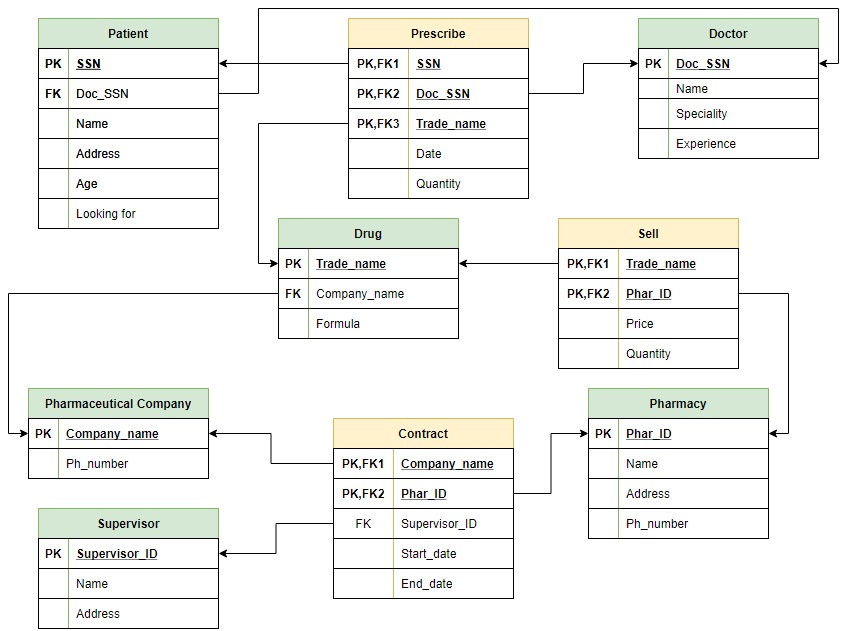 Patient
PK SSN
FK Doc_SSN
Name
Address
Age
Looking for
Prescribe
PK,FK1 SSN
PK,FK2 Doc_SSN
PK,FK3 Trade_name
Date
Quantity
Doctor
PK Doc_SSN
Name
Speciality
Experience
Drug
PK Trade_name
FK Company_name
Formula
Sell
PK,FK1 Trade_name
PK,FK2 Phar_ID
Price
Quantity
Pharmaceutical Company
PK Company_name
Ph_number
Contract
PK,FK1 Company_name
PK,FK2 Phar_ID
FK Supervisor_ID
Start_date
End_date
Pharmacy
PK Phar_ID
Name
Address
Ph_number
Supervisor
PK Supervisor_ID
Name
Address